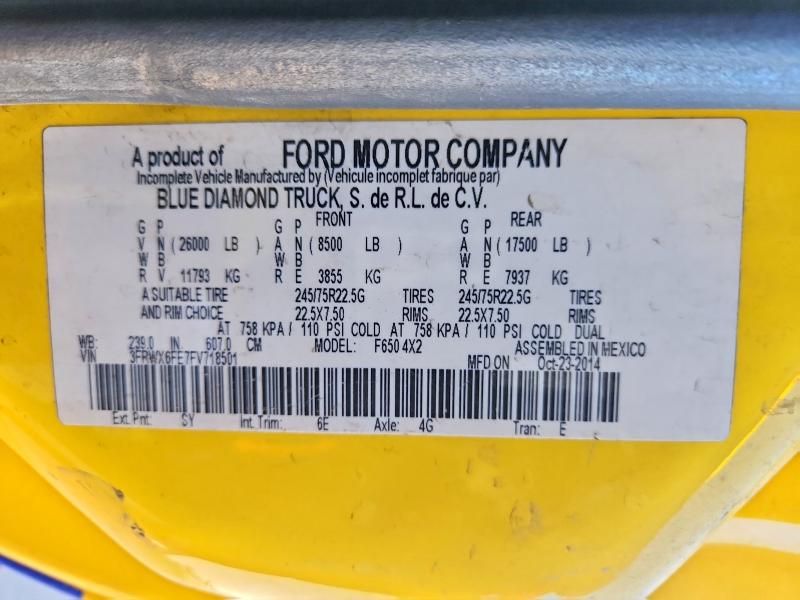 A product of FORD MOTOR COMPANY
Incomplete Vehicle Manufactured by (Vehicule incomplet fabrique par)
BLUE DIAMOND TRUCK, S. de R.L. de C.V.
G P G P FRONT G P REAR
V N (26000 LB) A N (8500 LB) A N (17500 LB)
W B W B W B
R V 11793 KG R E 3855 KG R E 7937 KG
A SUITABLE TIRE 245/75R22.5G TIRES 245/75R22.5G TIRES
AND RIM CHOICE 22.5X7.50 RIMS 22.5X7.50 RIMS
AT 758 KPA/ 110 PSI COLD AT 758 KPA/ 110 PSI COLD DUAL
WB: 239.0 IN. 607.0 CM MODEL: F650 4X2 ASSEMBLED IN MEXICO
VIN 3FRWX6FE7FV718501 MFD ON Oct-23-2014
Ext. Pnt: SY Int. Trim: 6E Axle: 4G Tran: E